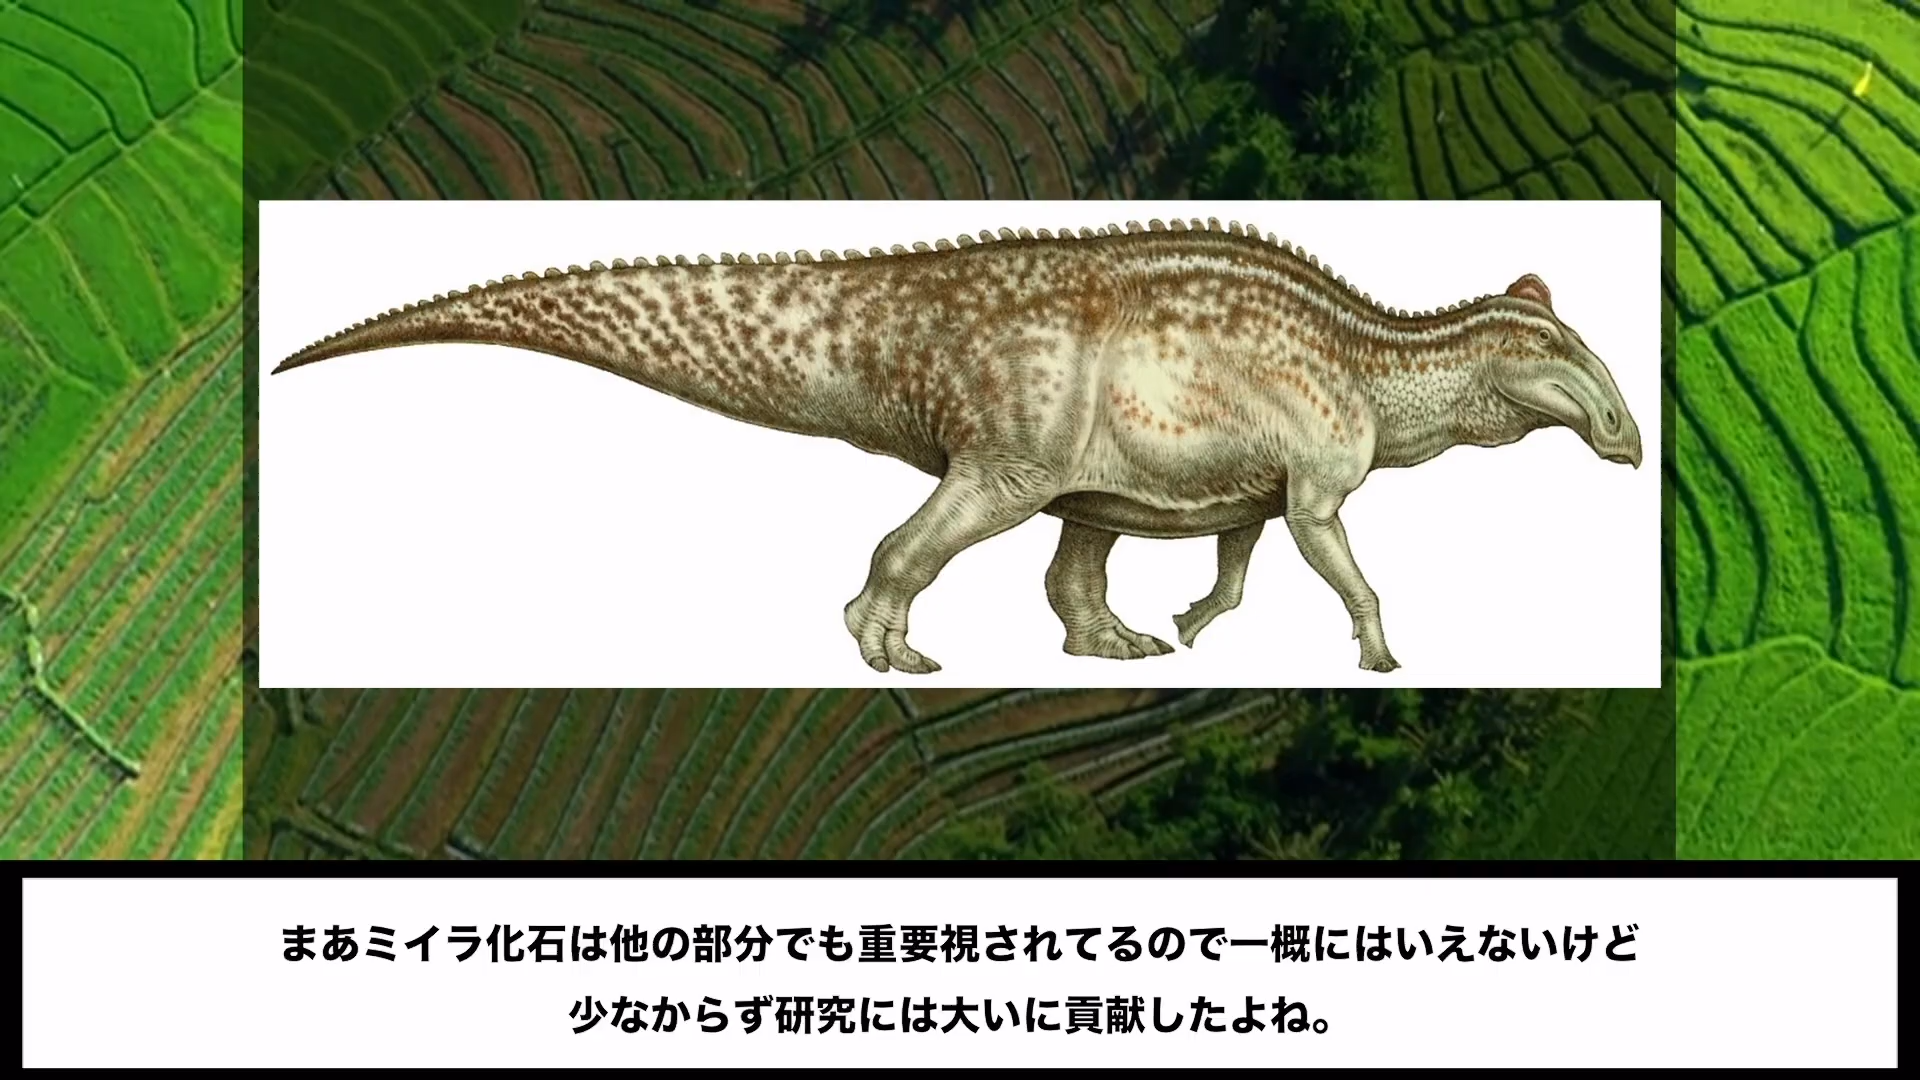 まあミイラ化石は他の部分でも重要視されてるので一概にはいえないけど
少なからず研究には大いに貢献したよね。